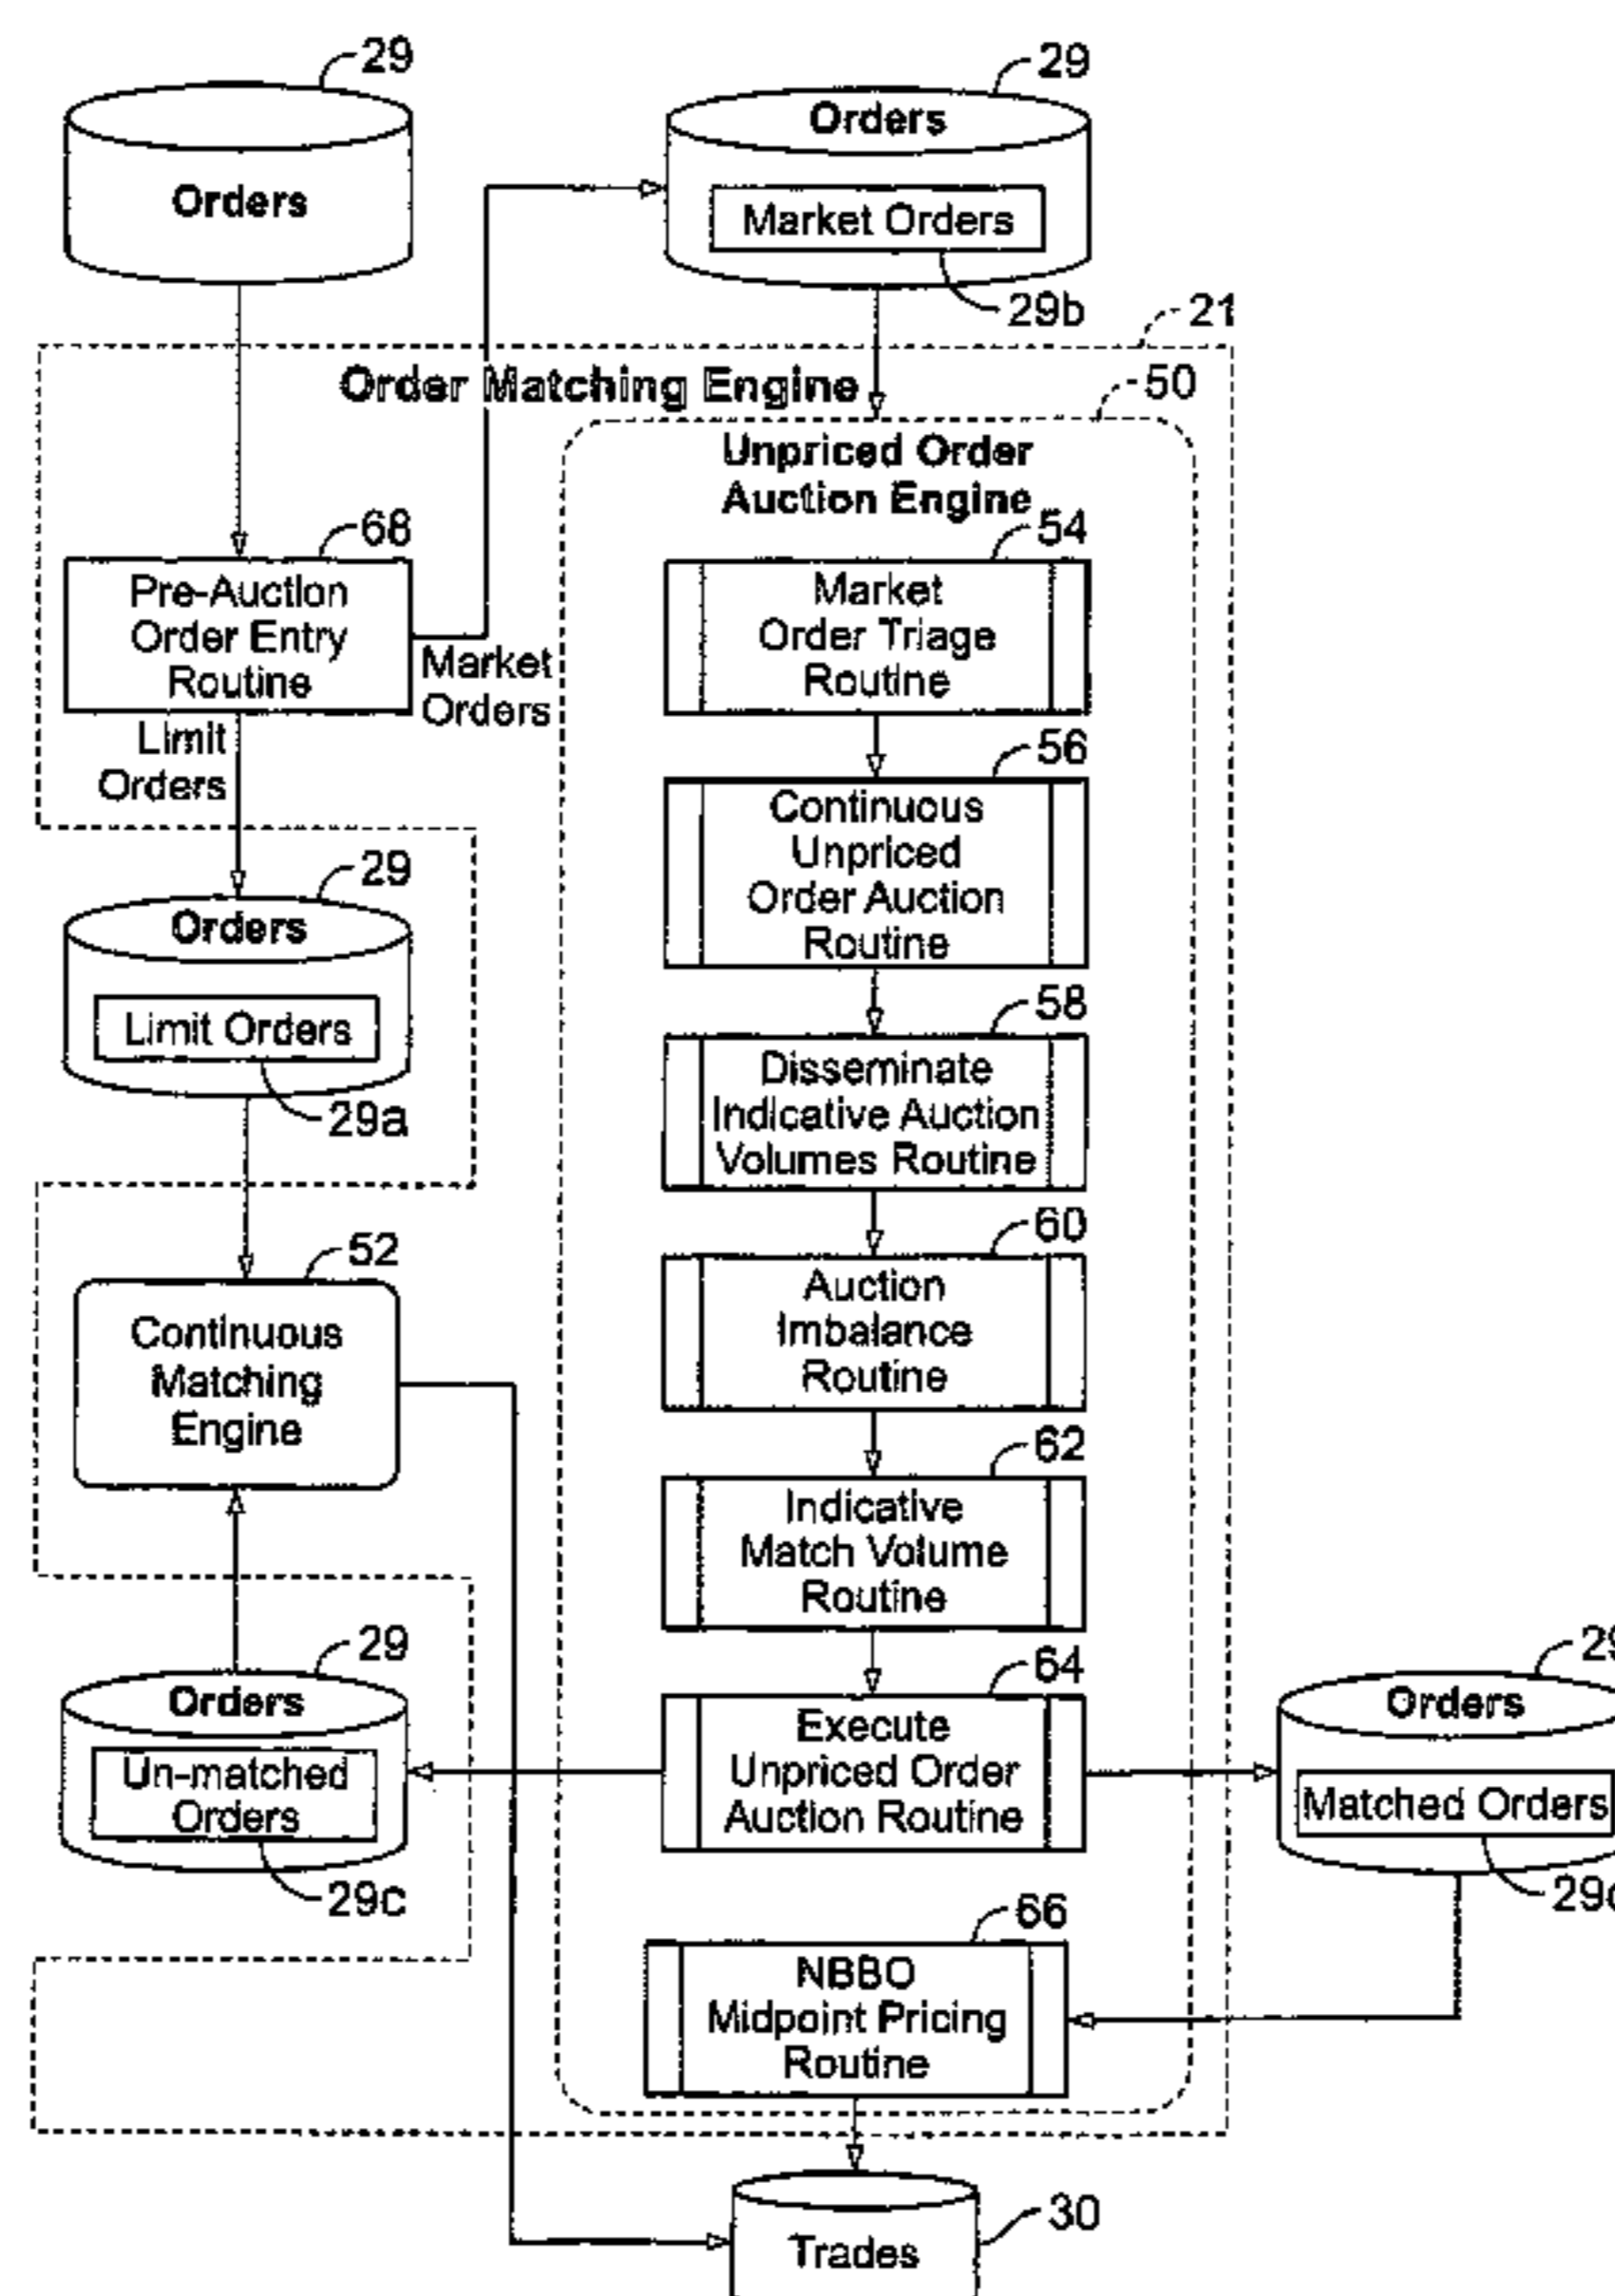 29
Orders
29
Orders
Market Orders
29b
21
Order Matching Engine
50
Unpriced Order
Auction Engine
68
Pre-Auction
Order Entry
Routine
Market
Orders
Limit
Orders
54
Market
Order Triage
Routine
56
Continuous
Unpriced
Order Auction
Routine
29
Orders
Limit Orders
29a
58
Disseminate
Indicative Auction
Volumes Routine
52
Continuous
Matching
Engine
60
Auction
Imbalance
Routine
62
Indicative
Match Volume
Routine
29
Orders
Un-matched
Orders
29c
64
Execute
Unpriced Order
Auction Routine
29
Orders
Matched Orders
66
NBBO
Midpoint Pricing
Routine
30
Trades